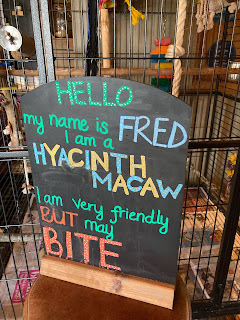 HELLO
my name is FRED
I am a
HYACINTH
MACAW
I am very friendly
BUT may
BITE